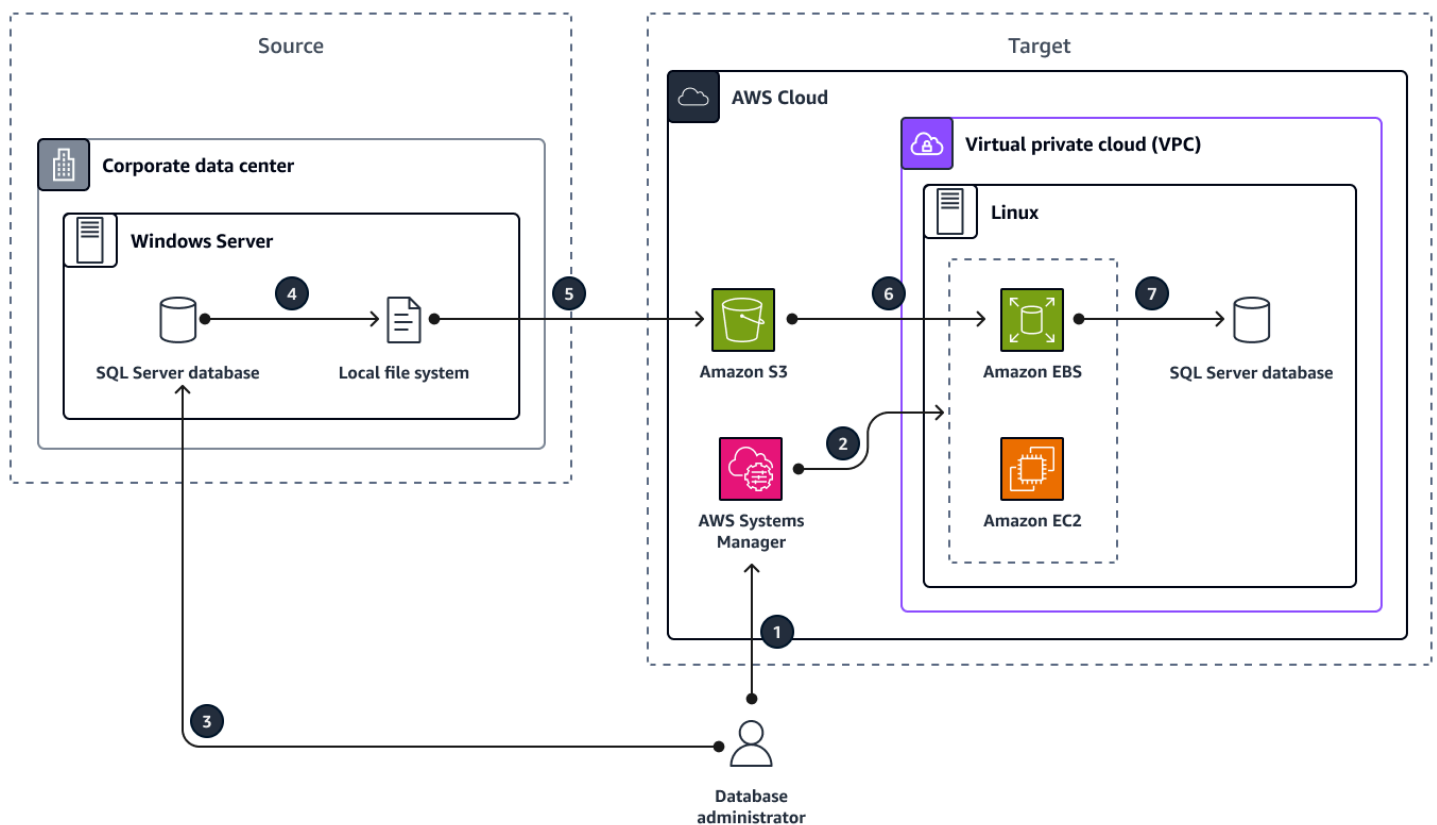 Source
Target
AWS Cloud
Virtual private cloud (VPC)
Corporate data center
Linux
Windows Server
4
5
6
7
SQL Server database
Local file system
Amazon S3
Amazon EBS
SQL Server database
2
AWS Systems
Manager
Amazon EC2
1
3
Database
administrator